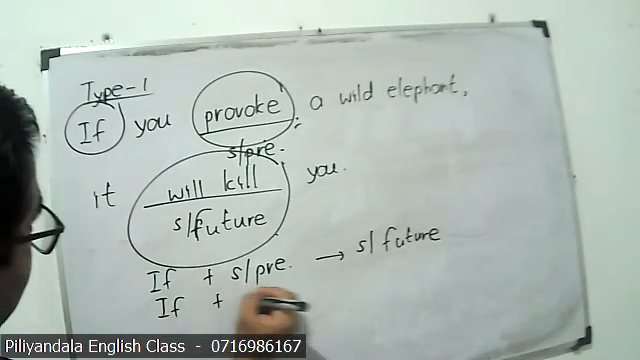 Type-1
If you provoke a wild elephant,
s/pre.
it will kill you.
s/future
If + s/pre. → s/future
If +
Piliyandala English Class - 0716986167